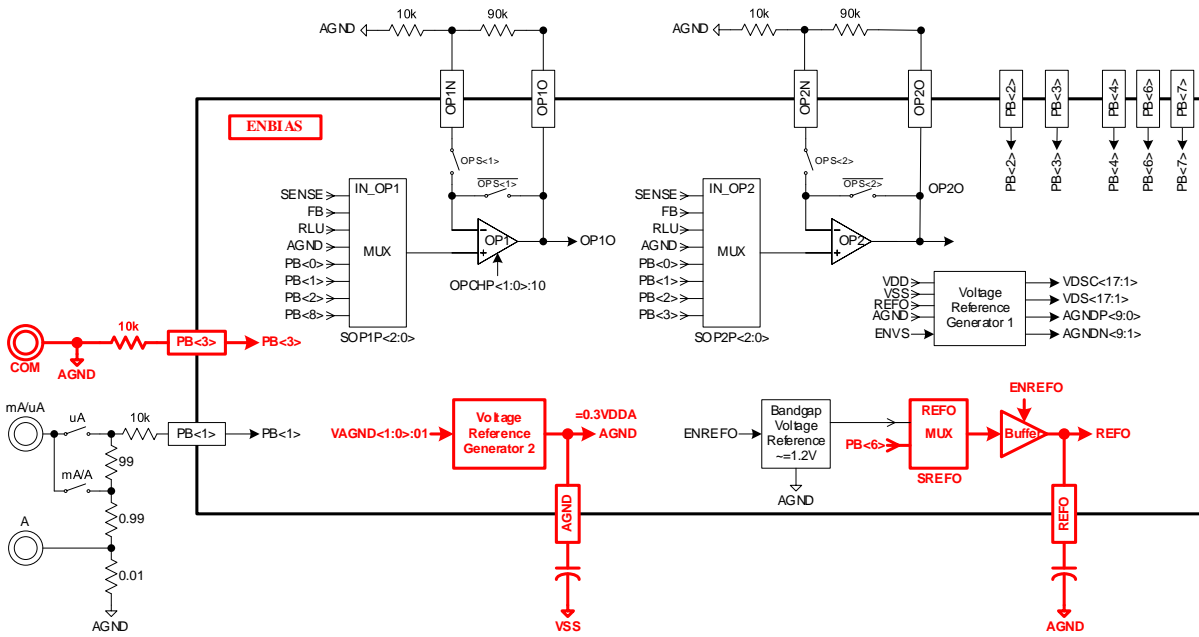 AGND
10k
90k
AGND
10k
90k
OP1N
OP1O
OP2N
OP2O
PB<2>
PB<3>
PB<4>
PB<6>
PB<7>
ENBIAS
OPS<1>
OPS<1>
OPS<2>
OPS<2>
PB<2>
PB<3>
PB<4>
PB<6>
PB<7>
SENSE
FB
RLU
AGND
PB<0>
PB<1>
PB<2>
PB<8>
IN_OP1
MUX
SOP1P<2:0>
OP1
OP1O
OPCHP<1:0>:10
SENSE
FB
RLU
AGND
PB<0>
PB<1>
PB<2>
PB<3>
IN_OP2
MUX
SOP2P<2:0>
OP2
OP2O
VDD
VSS
REFO
AGND
ENVS
Voltage
Reference
Generator 1
VDSC<17:1>
VDS<17:1>
AGNDP<9:0>
AGNDN<9:1>
COM
AGND
10k
PB<3>
PB<3>
mA/uA
uA
10k
PB<1>
PB<1>
99
mA/A
0.99
A
0.01
AGND
VAGND<1:0>:01
Voltage
Reference
Generator 2
=0.3VDDA
AGND
AGND
VSS
ENREFO
Bandgap
Voltage
Reference
~=1.2V
AGND
PB<6>
REFO
MUX
SREFO
ENREFO
Buffer
REFO
REFO
AGND